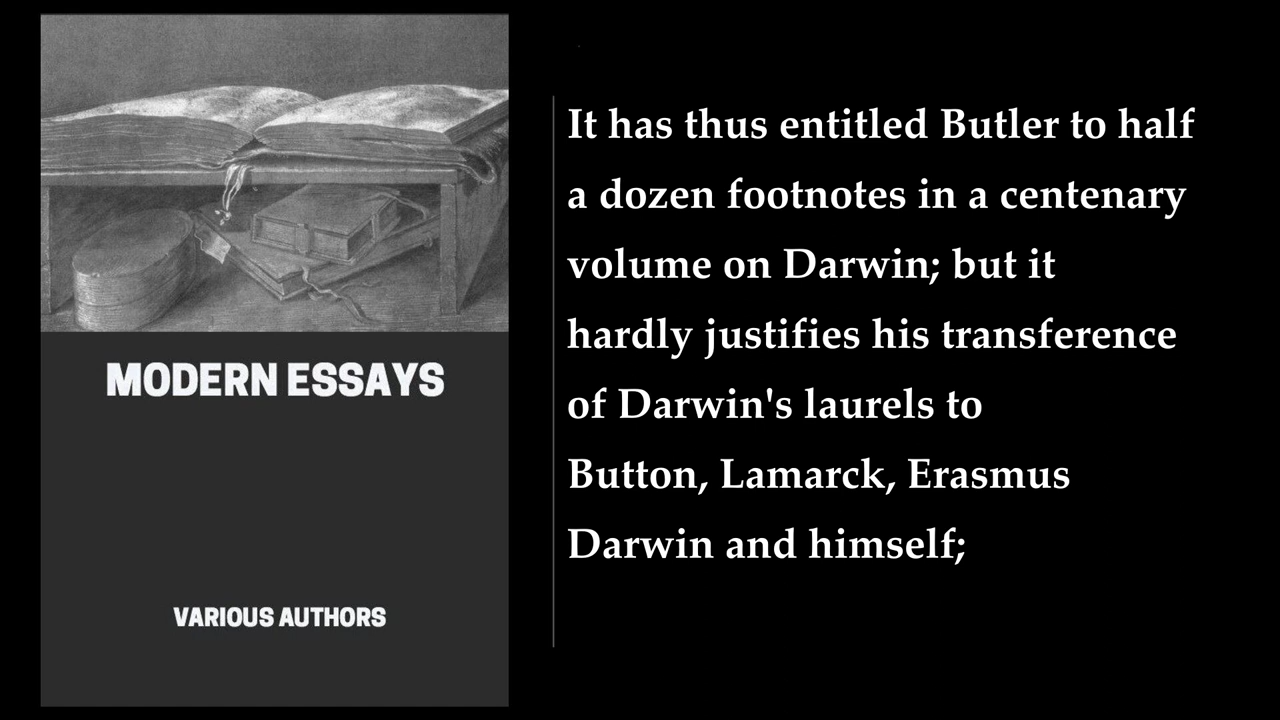 MODERN ESSAYS
VARIOUS AUTHORS
It has thus entitled Butler to half
a dozen footnotes in a centenary
volume on Darwin; but it
hardly justifies his transference
of Darwin's laurels to
Button, Lamarck, Erasmus
Darwin and himself;